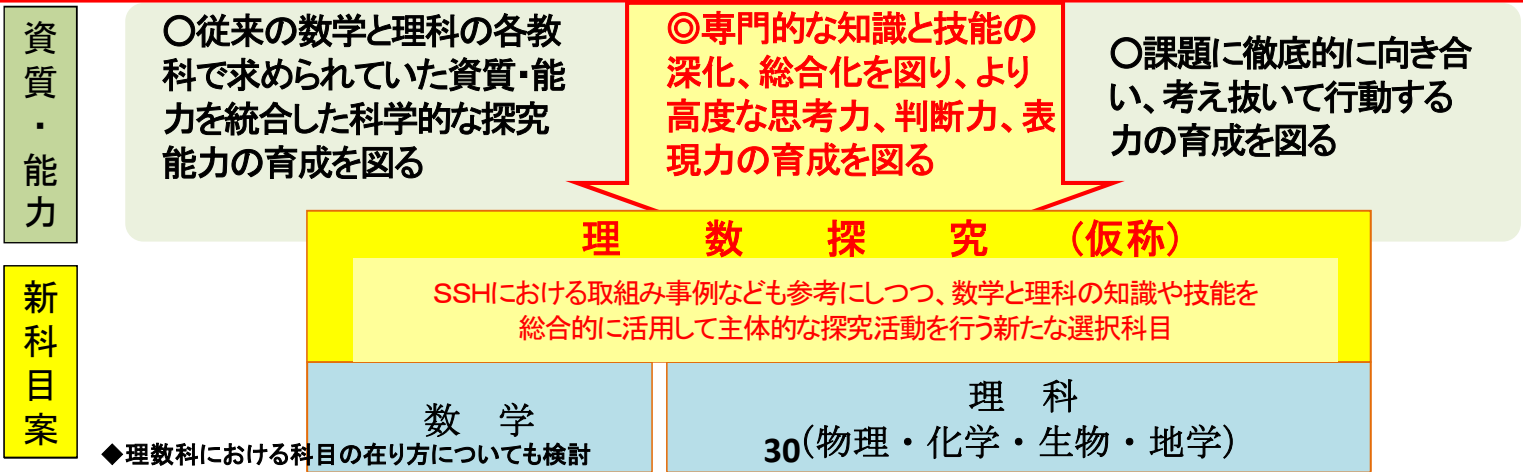 資質・能力
〇従来の数学と理科の各教
科で求められていた資質・能
力を統合した科学的な探究
能力の育成を図る
◎専門的な知識と技能の
深化、総合化を図り、より
高度な思考力、判断力、表
現力の育成を図る
〇課題に徹底的に向き合
い、考え抜いて行動する
力の育成を図る
新科目案
理数探究(仮称)
SSHにおける取組み事例なども参考にしつつ、数学と理科の知識や技能を
総合的に活用して主体的な探究活動を行う新たな選択科目
数学
理科
(物理・化学・生物・地学)
◆理数科における科目の在り方についても検討
30